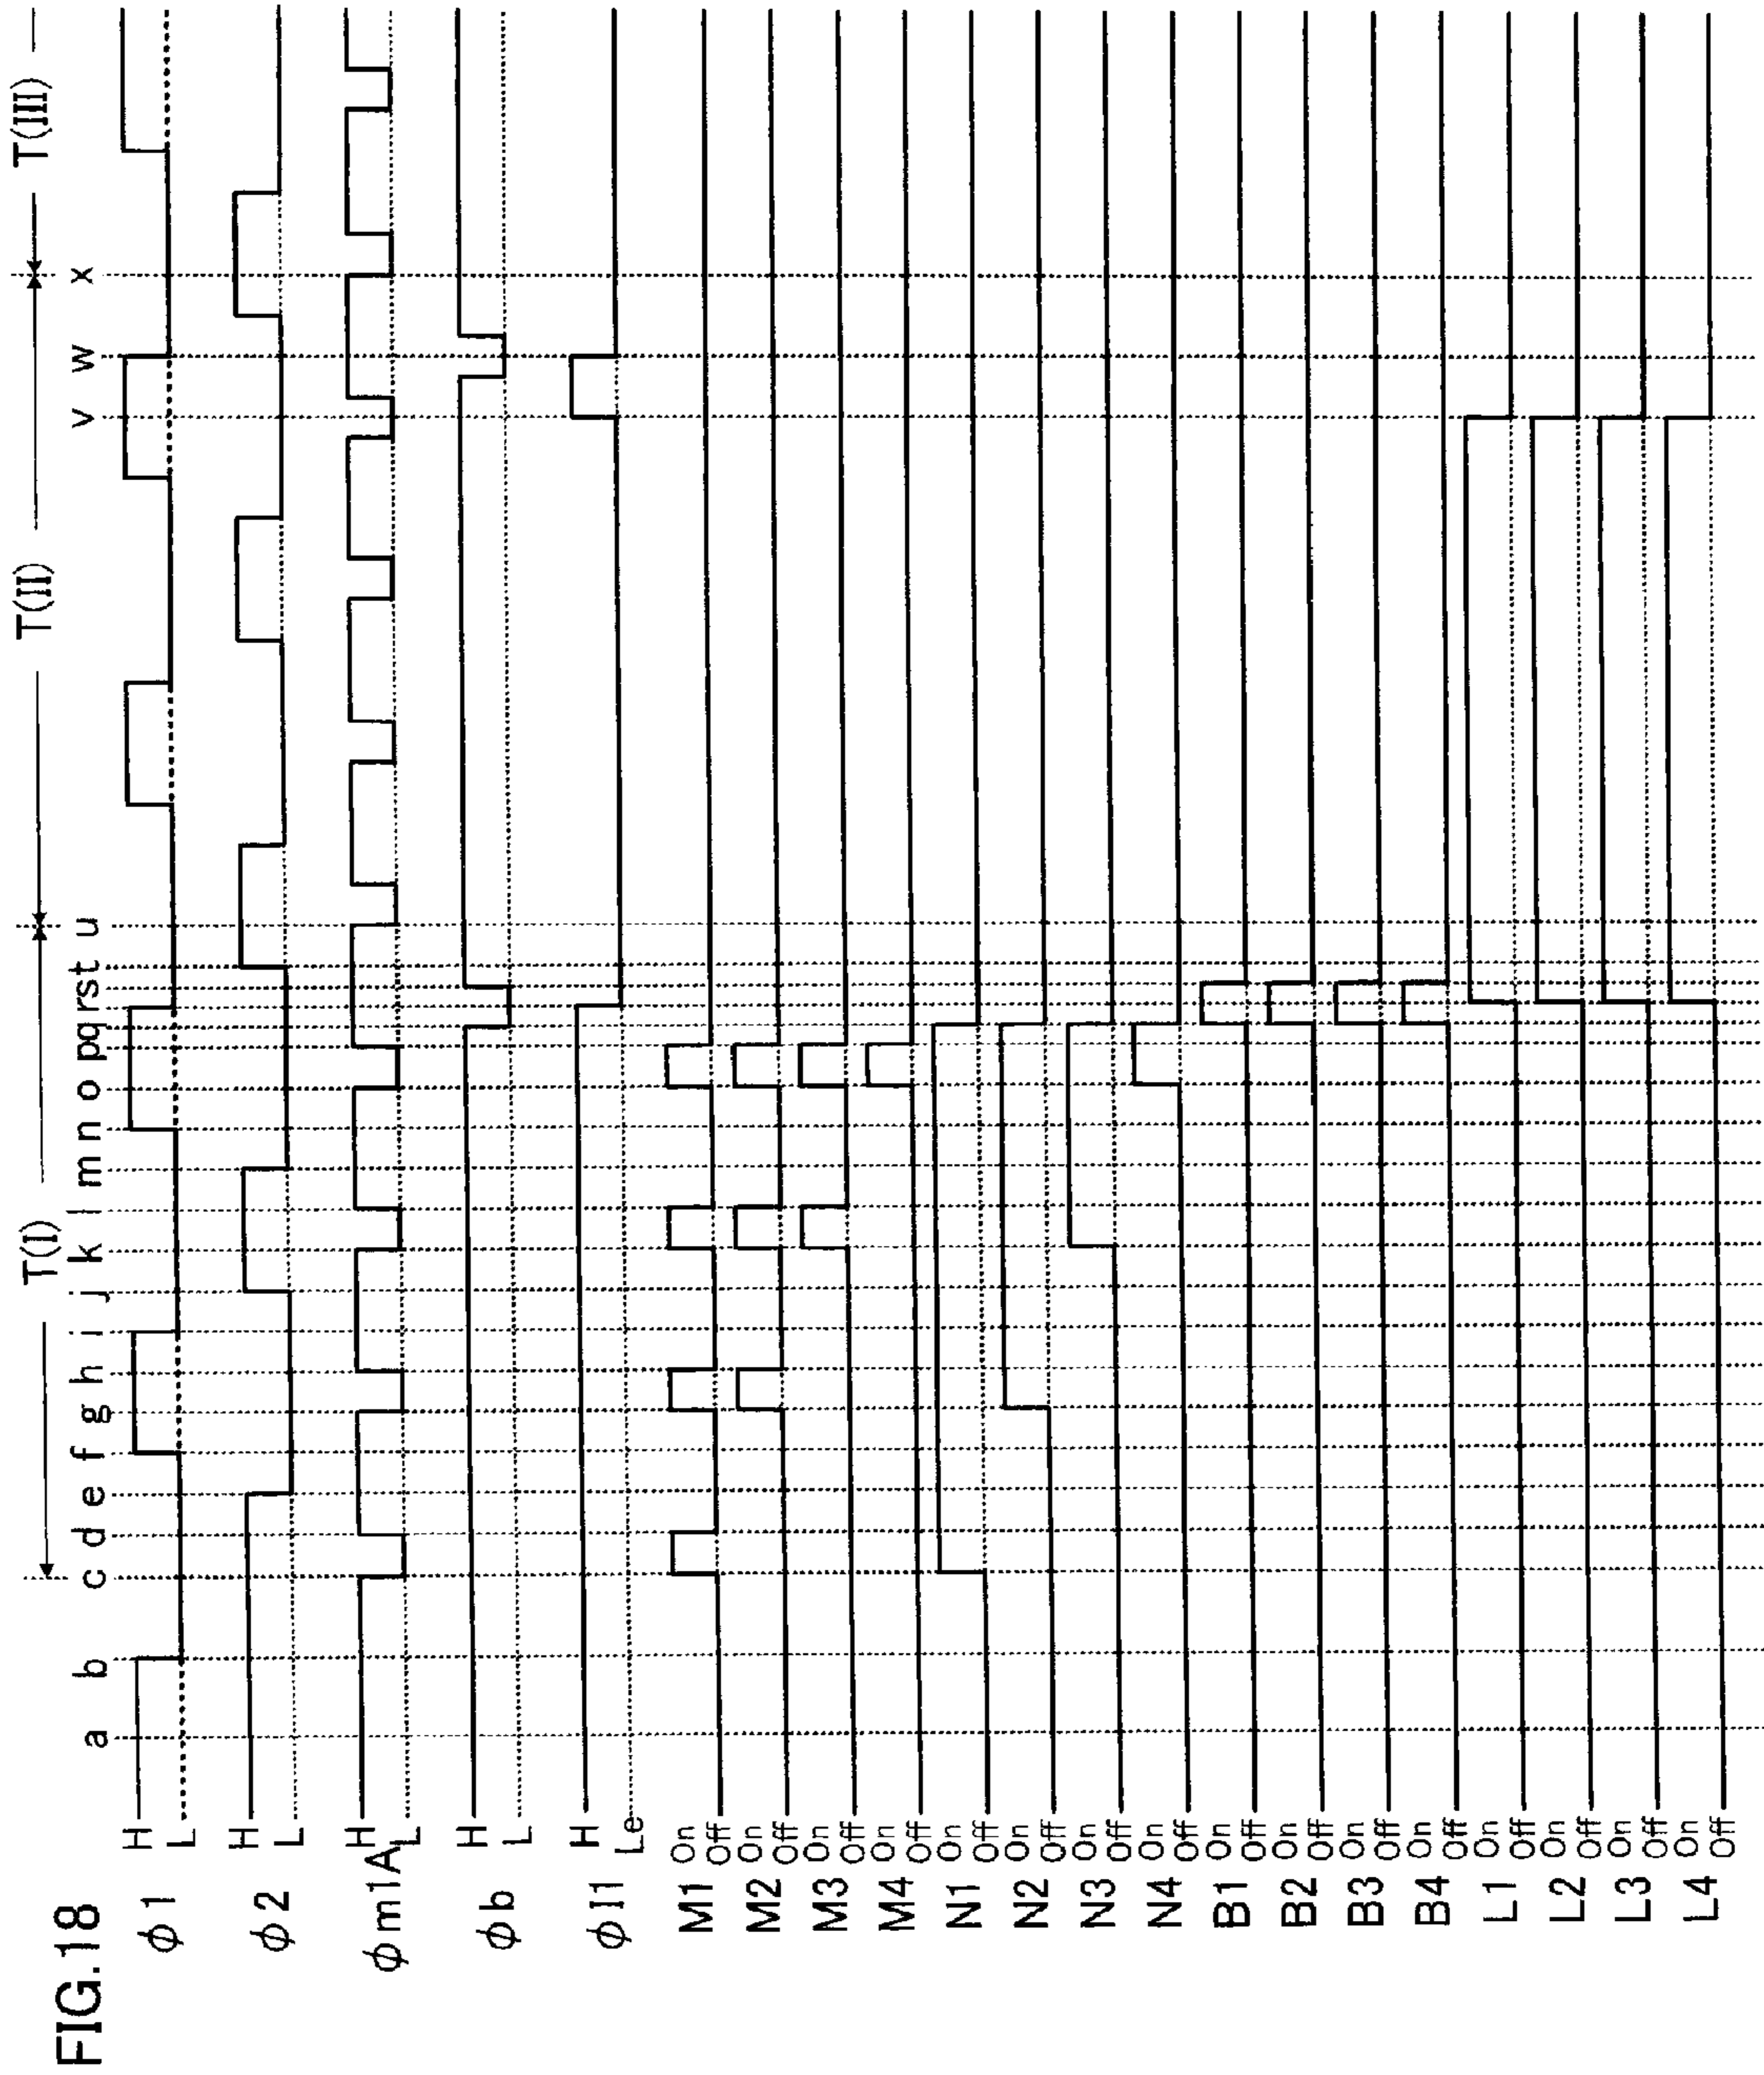 FIG.18
T(I) T(II) T(III)
a b c d e f g h i j k l m n o p q r s t u v w x
ϕ1 H L
ϕ2 H L
ϕm1A H L
ϕb H L
ϕI1 H Le
M1 On Off
M2 On Off
M3 On Off
M4 On Off
N1 On Off
N2 On Off
N3 On Off
N4 On Off
B1 On Off
B2 On Off
B3 On Off
B4 On Off
L1 On Off
L2 On Off
L3 On Off
L4 On Off